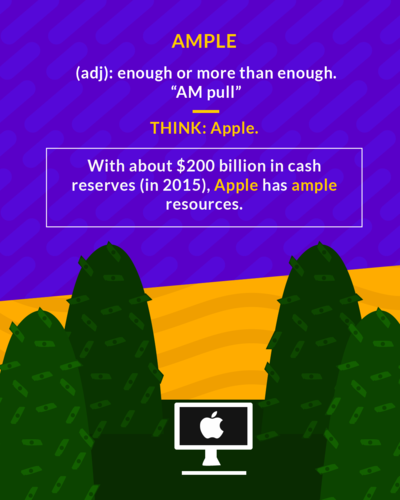 AMPLE
(adj): enough or more than enough.
“AM pull”
THINK: Apple.
With about $200 billion in cash
reserves (in 2015), Apple has ample
resources.